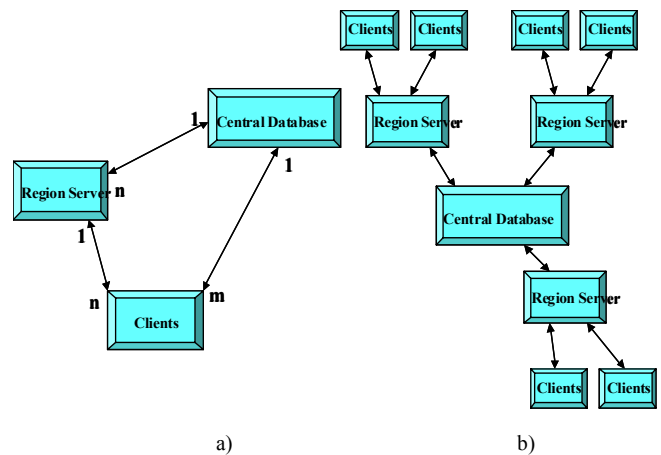 Clients Clients
Clients Clients
1
Central Database
1
Region Server n
1
n
m
Clients
Region Server
Region Server
Central Database
Region Server
Clients Clients
a)
b)